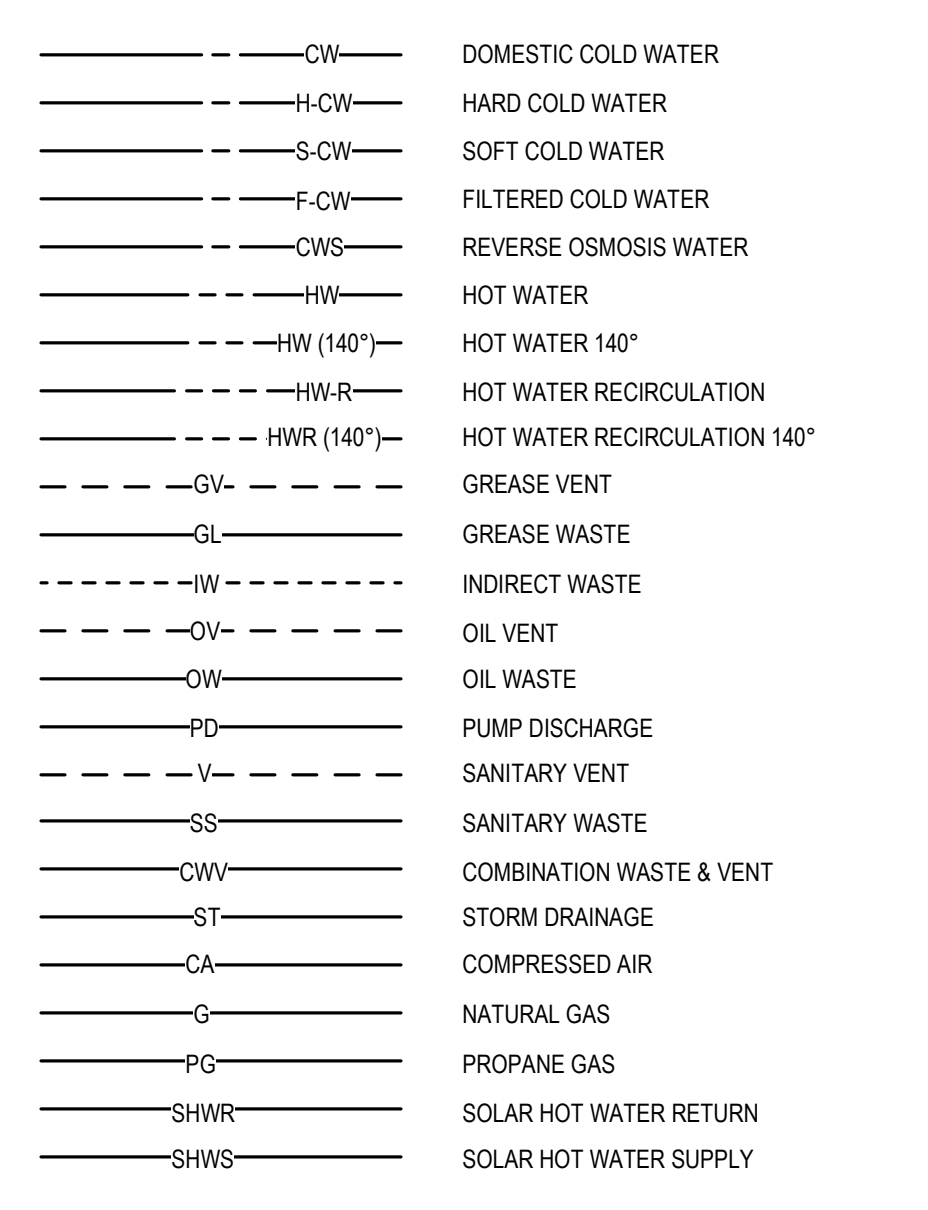 CW DOMESTIC COLD WATER
H-CW HARD COLD WATER
S-CW SOFT COLD WATER
F-CW FILTERED COLD WATER
CWS REVERSE OSMOSIS WATER
HW HOT WATER
HW (140°) HOT WATER 140°
HW-R HOT WATER RECIRCULATION
HWR (140°) HOT WATER RECIRCULATION 140°
GV GREASE VENT
GL GREASE WASTE
IW INDIRECT WASTE
OV OIL VENT
OW OIL WASTE
PD PUMP DISCHARGE
V SANITARY VENT
SS SANITARY WASTE
CWV COMBINATION WASTE & VENT
ST STORM DRAINAGE
CA COMPRESSED AIR
G NATURAL GAS
PG PROPANE GAS
SHWR SOLAR HOT WATER RETURN
SHWS SOLAR HOT WATER SUPPLY